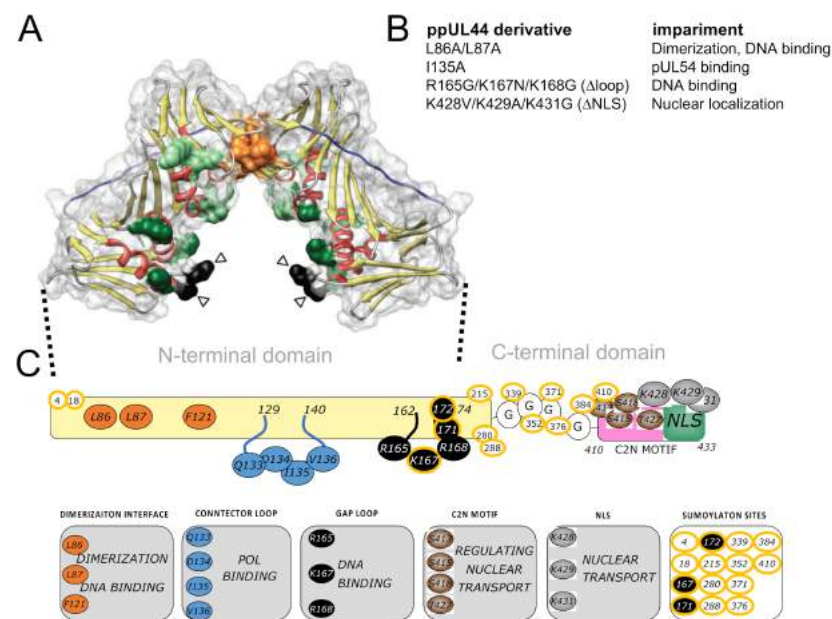 A
B
ppUL44 derivative impariment
L86A/L87A Dimerization, DNA binding
I135A pUL54 binding
R165G/K167N/K168G (Δloop) DNA binding
K428V/K429A/K431G (ΔNLS) Nuclear localization
C
N-terminal domain
C-terminal domain
4 18 L86 L87 F121 129 140 162 172 74 215 339 371 384 410 K428 K429 31
171 G G G G NLS
Q133 D134 I135 V136 R165 K167 R168 280 288 352 376 410 C2N MOTIF 433
DIMERIZAITON INTERFACE
L86
L87
F121
DIMERIZATION
DNA BINDING
CONNTECTOR LOOP
Q133
D134
I135
V136
POL
BINDING
GAP LOOP
R165
K167
R168
DNA
BINDING
C2N MOTIF
REGULATING
NUCLEAR
TRANSPORT
NLS
K428
K429
K431
NUCLEAR
TRANSPORT
SUMOYLATON SITES
4 172 339 384
18 215 352 410
167 280 371
171 288 376